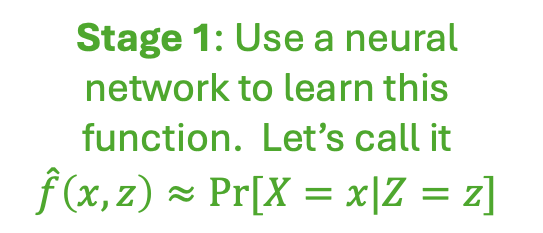 Stage 1: Use a neural
network to learn this
function. Let's call it
f̂(x, z) ≈ Pr[X = x|Z = z]